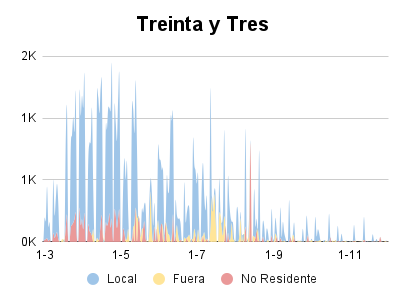 Treinta y Tres
2K
1K
1K
0K
1-3 1-5 1-7 1-9 1-11
Local Fuera No Residente